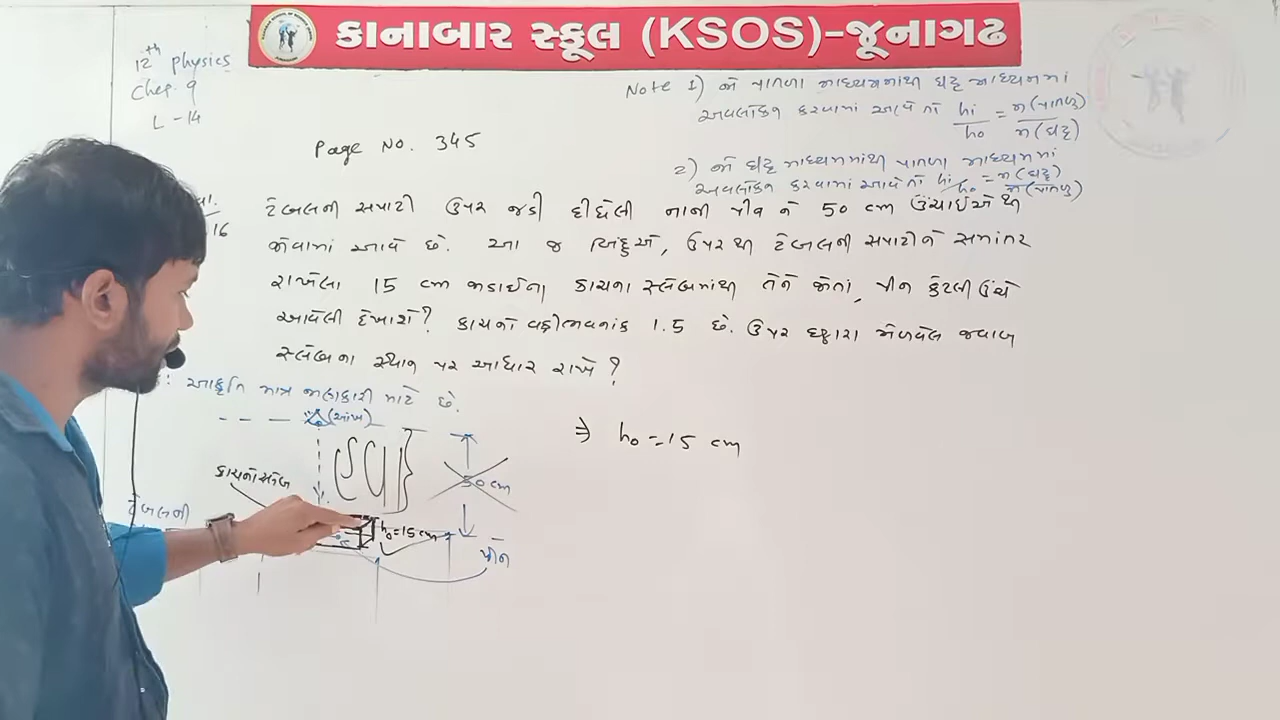 કાનાબાર સ્કૂલ (KSOS)-જૂનાગઢ
12th physics
Chep. 9
L - 14
Page No. 345
Note 1) જો પાતળા માધ્યમમાંથી ઘટ્ટ માધ્યમમાં
અવલોકન કરવામાં આવે તો hi/ho = n(પાતળુ)/n(ઘટ્ટ)
2) જો ઘટ્ટ માધ્યમમાંથી પાતળા માધ્યમમાં
અવલોકન કરવામાં આવે તો hi/ho = n(ઘટ્ટ)/n(પાતળુ)
16
ટેબલની સપાટી ઉપર જડી દીધેલી નાની પીન ને 50 cm ઉંચાઈએ થી
જોવામાં આવે છે. આ જ બિંદુએ, ઉપર થી ટેબલની સપાટીને સમાંતર
રાખેલા 15 cm જાડાઈના કાચના સ્લેબમાંથી તેને જોતાં, પીન કેટલી ઉંચે
આવેલી દેખાશે? કાચનો વક્રીભવનાંક 1.5 છે. ઉપર દ્વારા મેળવેલ જવાબ
સ્લેબના સ્થાન પર આધાર રાખે ?
: આકૃતિ માત્ર જાણકારી માટે છે.
(આંખ)
50 cm
કાચનો સ્લેબ
ટેબલની
ho = 15 cm
પીન
⇒ ho = 15 cm